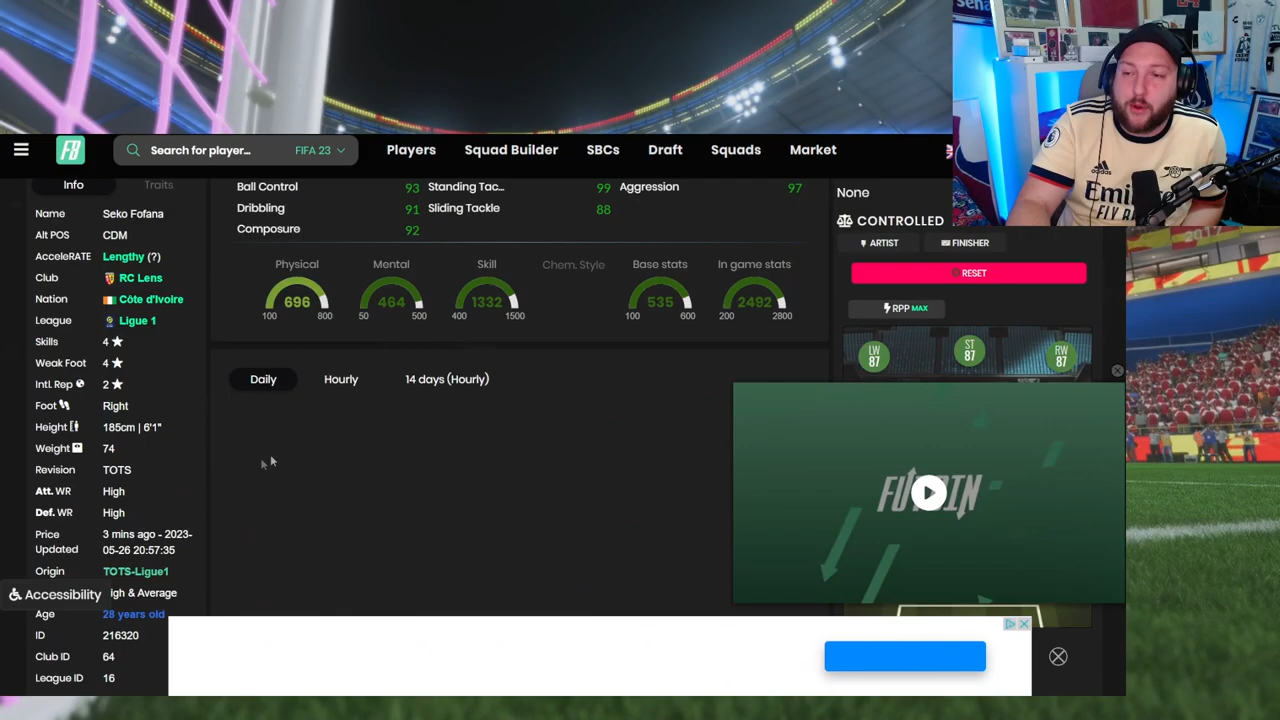 Search for player... FIFA 23
Players Squad Builder SBCs Draft Squads Market
Info Traits
Name Seko Fofana
Alt POS CDM
AcceleRATE Lengthy (?)
Club RC Lens
Nation Côte d'Ivoire
League Ligue 1
Skills 4
Weak Foot 4
Intl. Rep 2
Foot Right
Height 185cm | 6'1"
Weight 74
Revision TOTS
Att. WR High
Def. WR High
Price Updated 3 mins ago - 2023-
05-26 20:57:35
Origin TOTS-Ligue1
igh & Average
Accessibility
Age 28 years old
ID 216320
Club ID 64
League ID 16
Ball Control 93 Standing Tac... 99 Aggression 97
Dribbling 91 Sliding Tackle 88
Composure 92
Physical Mental Skill Chem. Style Base stats In game stats
696 464 1332 535 2492
100 800 50 500 400 1500 100 600 200 2800
Daily Hourly 14 days (Hourly)
None
CONTROLLED
ARTIST FINISHER
RESET
RPP MAX
LW
87
ST
87
RW
87
FUTBIN
Emirates
FLY